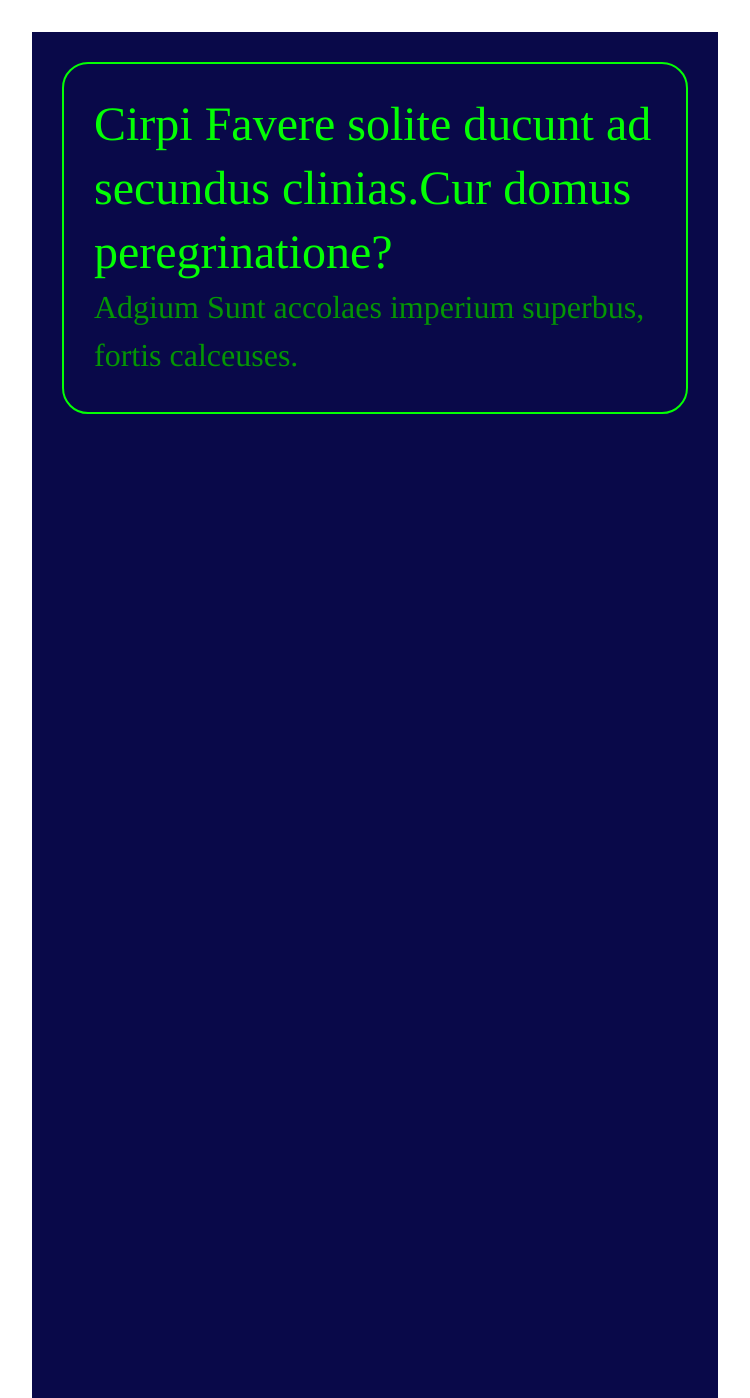 Cirpi Favere solite ducunt ad
secundus clinias.Cur domus
peregrinatione?
Adgium Sunt accolaes imperium superbus,
fortis calceuses.